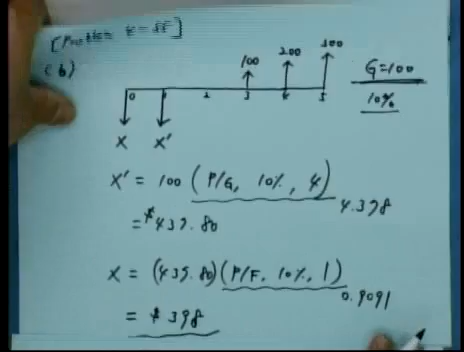 (b)
100 200 300
G=100
10%
0 1 2 3 4 5
X X'
X' = 100 (P/G, 10%, 4)
4.378
= $437.80
X = (437.80)(P/F, 10%, 1)
0.9091
= $398